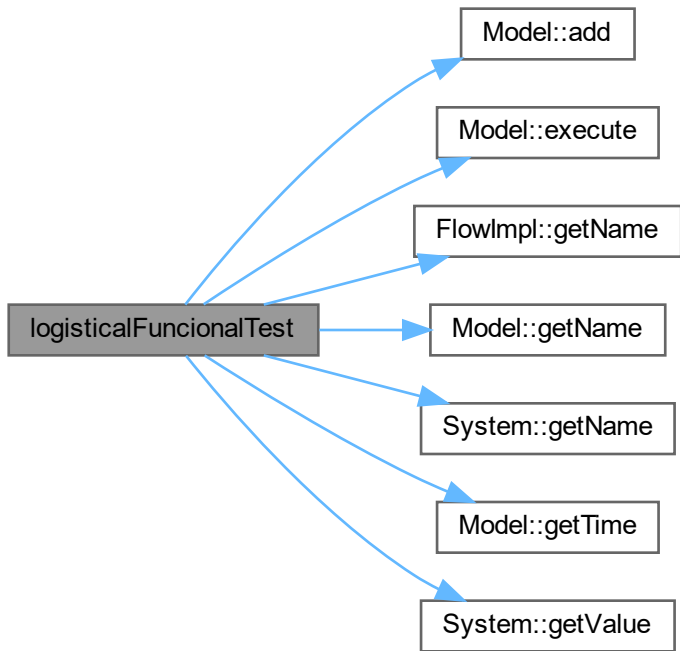 Model::add
Model::execute
FlowImpl::getName
logisticalFuncionalTest
Model::getName
System::getName
Model::getTime
System::getValue